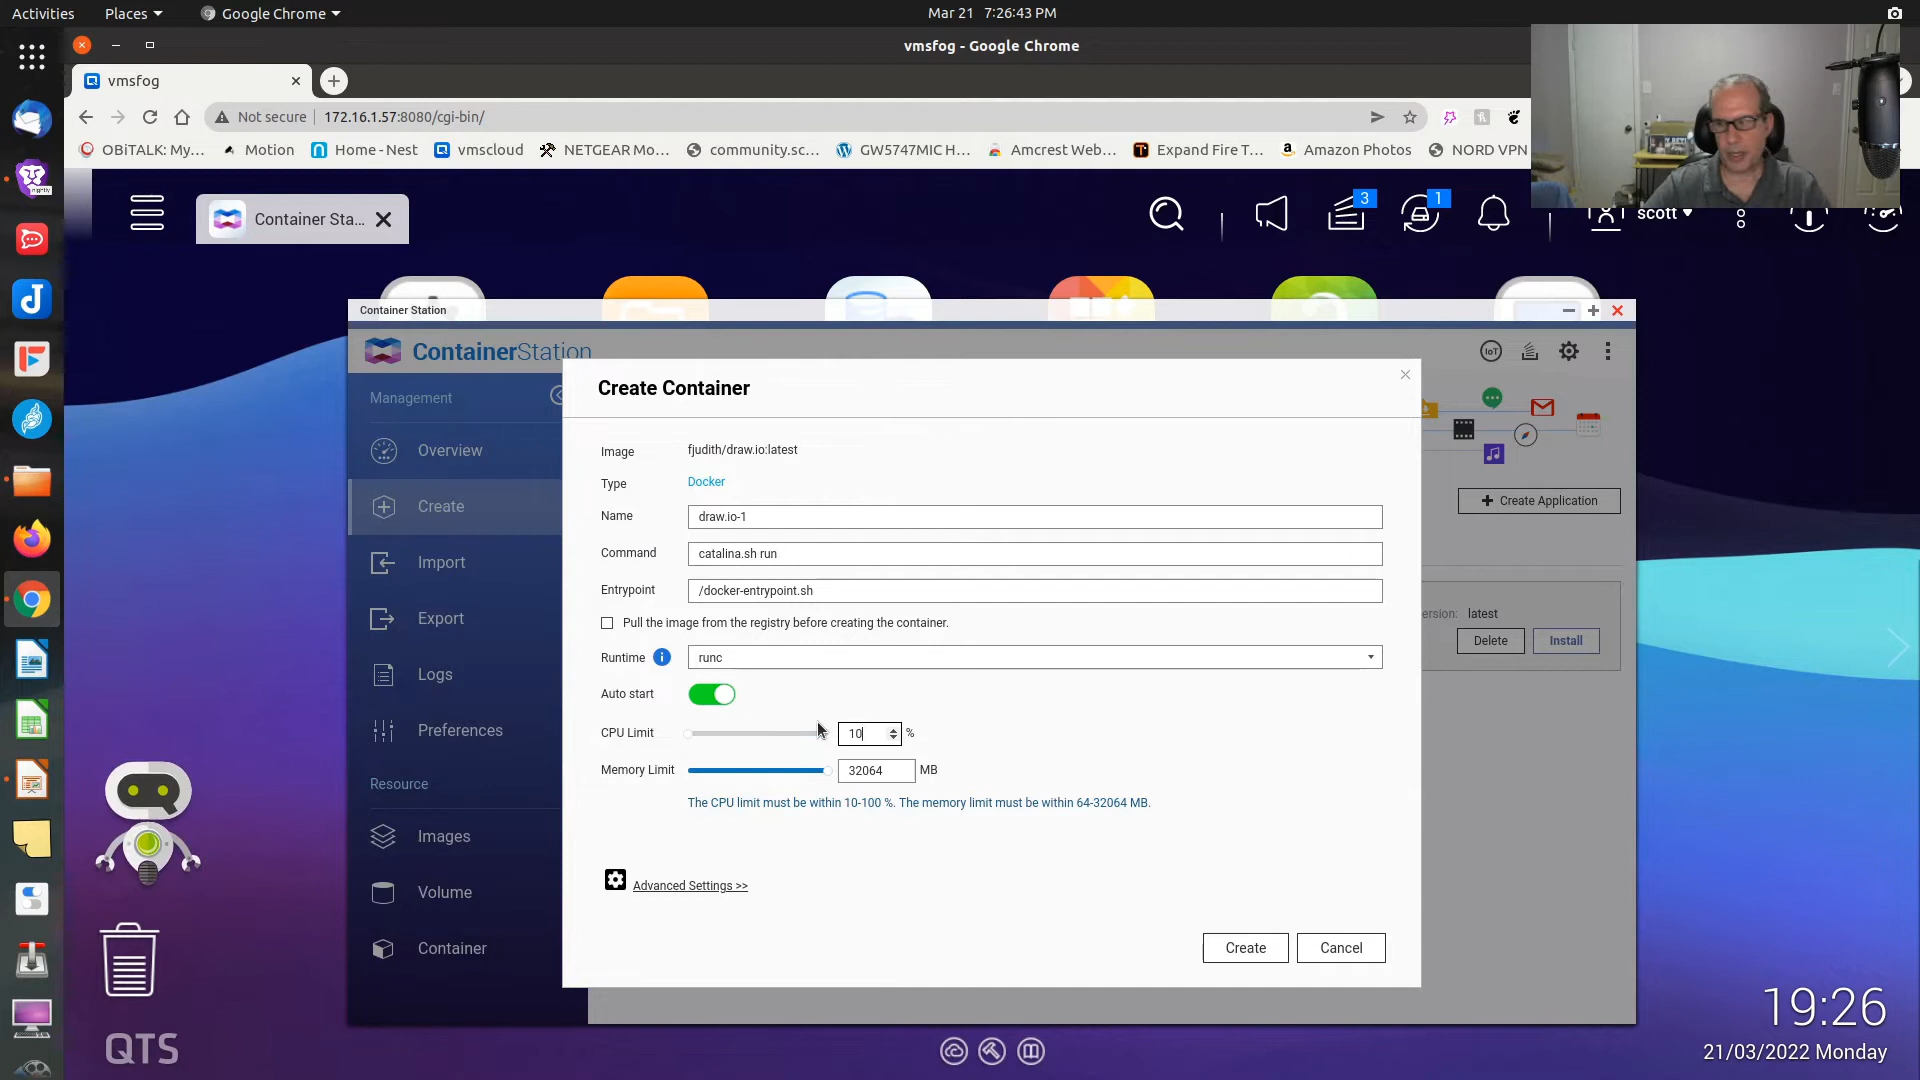 Activities Places Google Chrome Mar 21 7:26:43 PM
vmsfog - Google Chrome
vmsfog
Not secure 172.16.1.57:8080/cgi-bin/
OBiTALK: My... Motion Home - Nest vmscloud NETGEAR Mo... community.sc... GW5747MIC H... Amcrest Web... Expand Fire T... Amazon Photos NORD VPN
Container Sta... 3 1 scott
Container Station
ContainerStation
IoT
Management
Overview
Create
Import
Export
Logs
Preferences
Resource
Images
Volume
Container
Create Application
ersion: latest
Delete Install
Create Container
Image fjudith/draw.io:latest
Type Docker
Name draw.io-1
Command catalina.sh run
Entrypoint /docker-entrypoint.sh
Pull the image from the registry before creating the container.
Runtime runc
Auto start
CPU Limit 10 %
Memory Limit 32064 MB
The CPU limit must be within 10-100 %. The memory limit must be within 64-32064 MB.
Advanced Settings >>
Create Cancel
QTS
19:26
21/03/2022 Monday